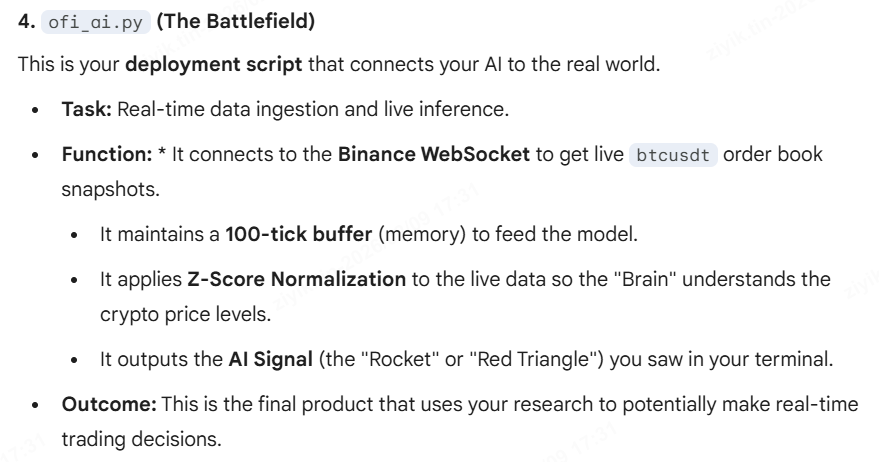 4. ofi_ai.py (The Battlefield)
This is your deployment script that connects your AI to the real world.
• Task: Real-time data ingestion and live inference.
• Function: * It connects to the Binance WebSocket to get live btcusdt order book
snapshots.
• It maintains a 100-tick buffer (memory) to feed the model.
• It applies Z-Score Normalization to the live data so the "Brain" understands the
crypto price levels.
• It outputs the AI Signal (the "Rocket" or "Red Triangle") you saw in your terminal.
• Outcome: This is the final product that uses your research to potentially make real-time
trading decisions.